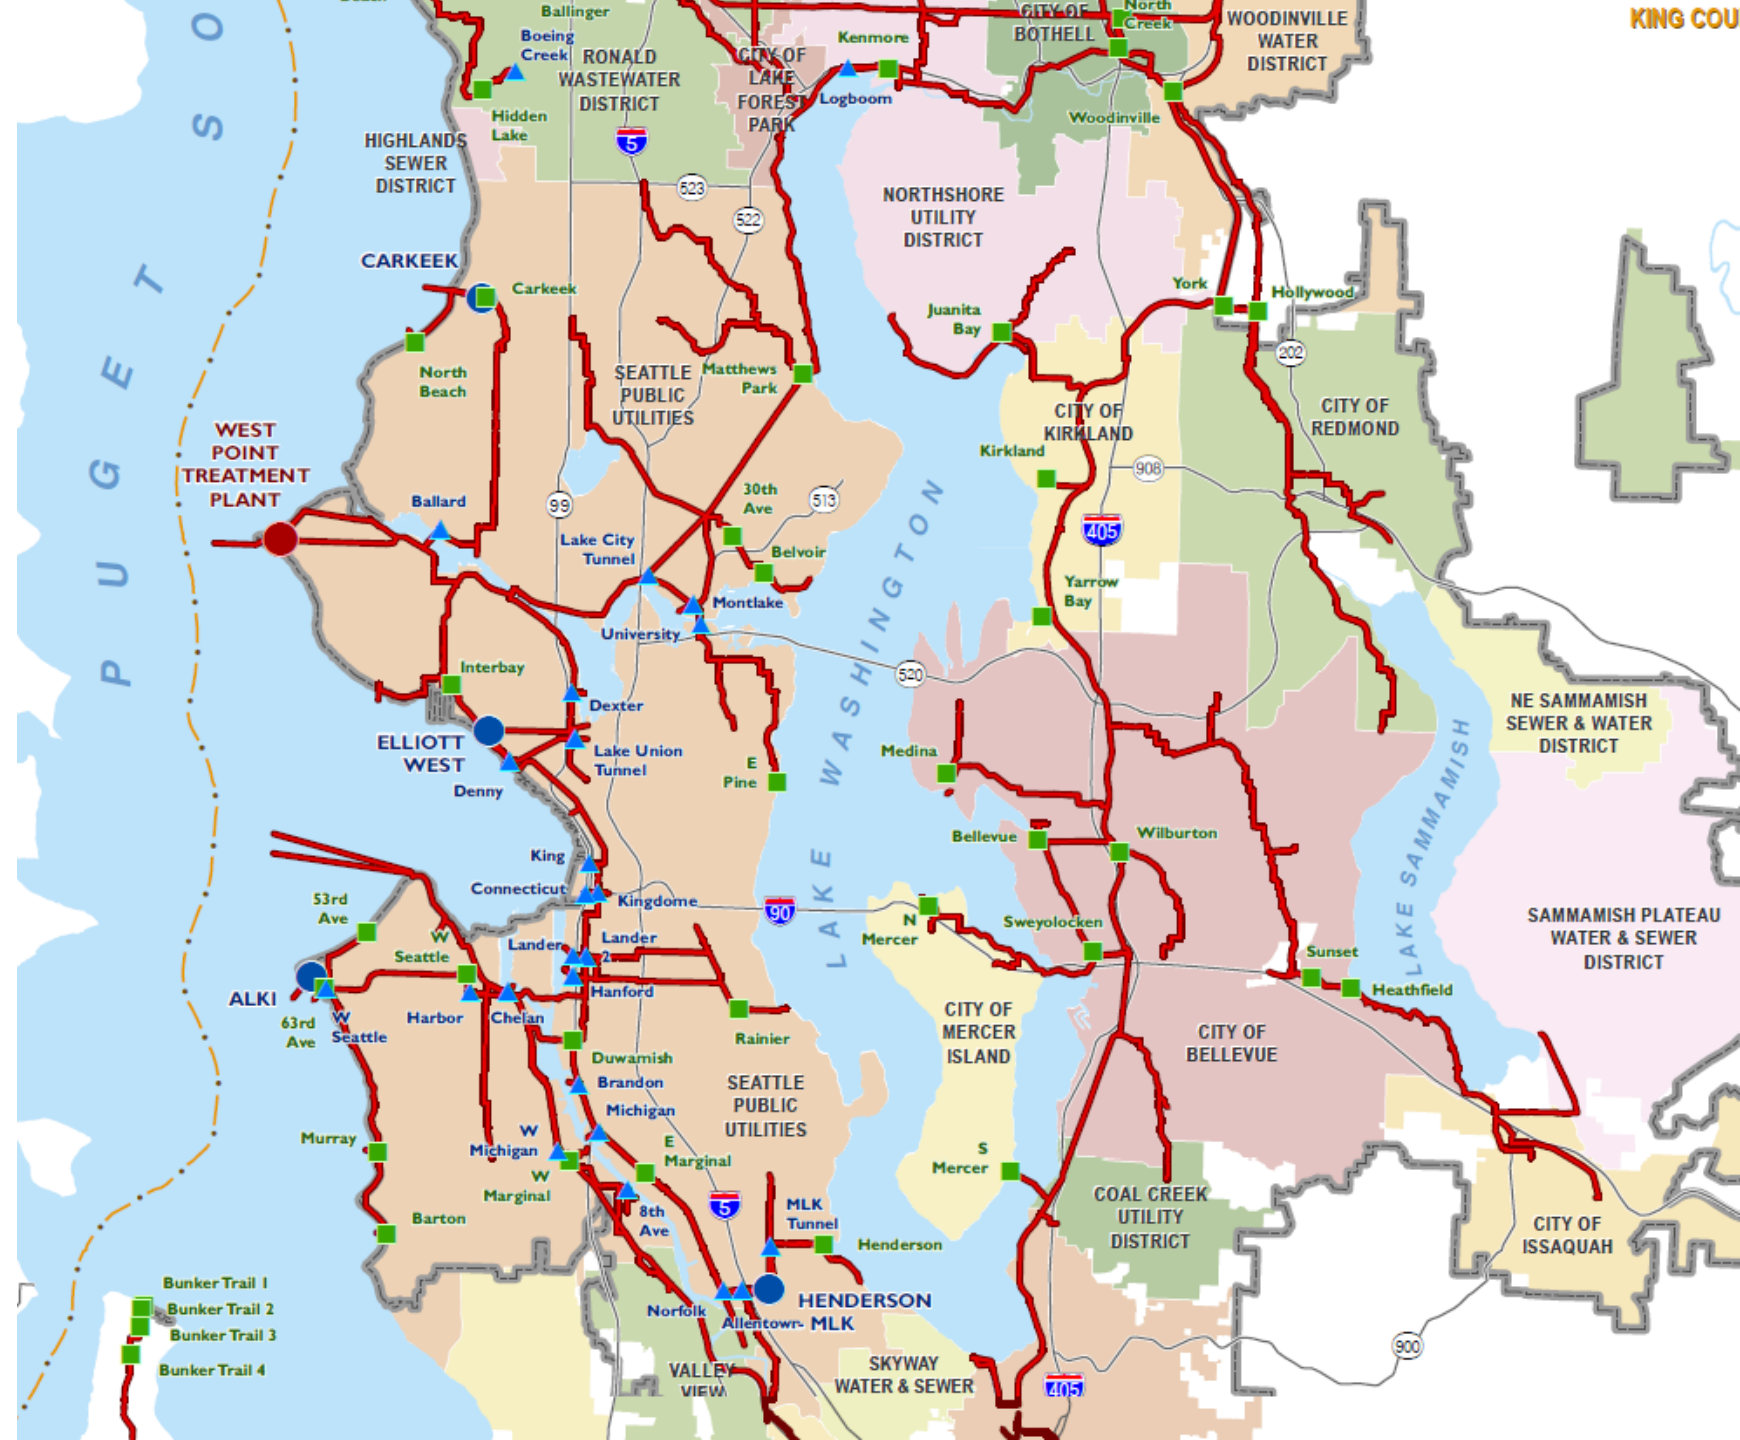 Ballinger
Boeing
Creek
RONALD
WASTEWATER
DISTRICT
Hidden
Lake
HIGHLANDS
SEWER
DISTRICT
CITY OF
LAKE
FOREST
PARK
Kenmore
Logboom
CITY OF
BOTHELL
North
Creek
WOODINVILLE
WATER
DISTRICT
KING COU
Woodinville
5
523
522
NORTHSHORE
UTILITY
DISTRICT
PUGET SO
CARKEEK
Carkeek
North
Beach
SEATTLE
PUBLIC
UTILITIES
Matthews
Park
Juanita
Bay
York
Hollywood
202
CITY OF
KIRKLAND
CITY OF
REDMOND
Kirkland
908
405
WEST
POINT
TREATMENT
PLANT
Ballard
99
30th
Ave
513
Lake City
Tunnel
Belvoir
Montlake
University
LAKE WASHINGTON
Yarrow
Bay
520
Interbay
Dexter
ELLIOTT
WEST
Lake Union
Tunnel
Denny
E
Pine
Medina
NE SAMMAMISH
SEWER & WATER
DISTRICT
LAKE SAMMAMISH
King
Connecticut
Kingdome
90
Bellevue
Wilburton
53rd
Ave
W
Seattle
Lander
Lander
2
Hanford
N
Mercer
Sweyolocken
Sunset
Heathfield
SAMMAMISH PLATEAU
WATER & SEWER
DISTRICT
ALKI
63rd
Ave
W
Seattle
Harbor
Chelan
Rainier
CITY OF
MERCER
ISLAND
CITY OF
BELLEVUE
Duwamish
Brandon
Michigan
SEATTLE
PUBLIC
UTILITIES
Murray
W
Michigan
W
Marginal
E
Marginal
S
Mercer
Barton
8th
Ave
5
MLK
Tunnel
Henderson
COAL CREEK
UTILITY
DISTRICT
CITY OF
ISSAQUAH
Bunker Trail 1
Bunker Trail 2
Bunker Trail 3
Bunker Trail 4
Norfolk
Allentown
HENDERSON
- MLK
VALLEY
VIEW
SKYWAY
WATER & SEWER
405
900